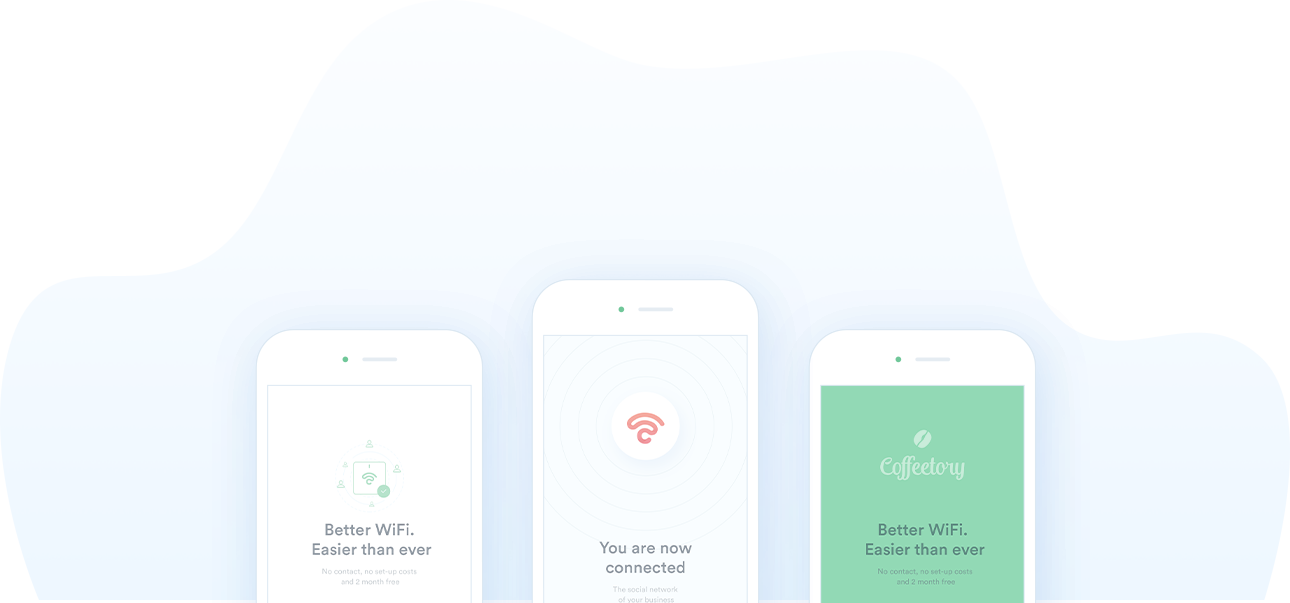 Better WiFi.
Easier than ever
No contact, no set-up costs
and 2 month free
You are now
connected
The social network
of your business
Coffeetory
Better WiFi.
Easier than ever
No contact, no set-up costs
and 2 month free